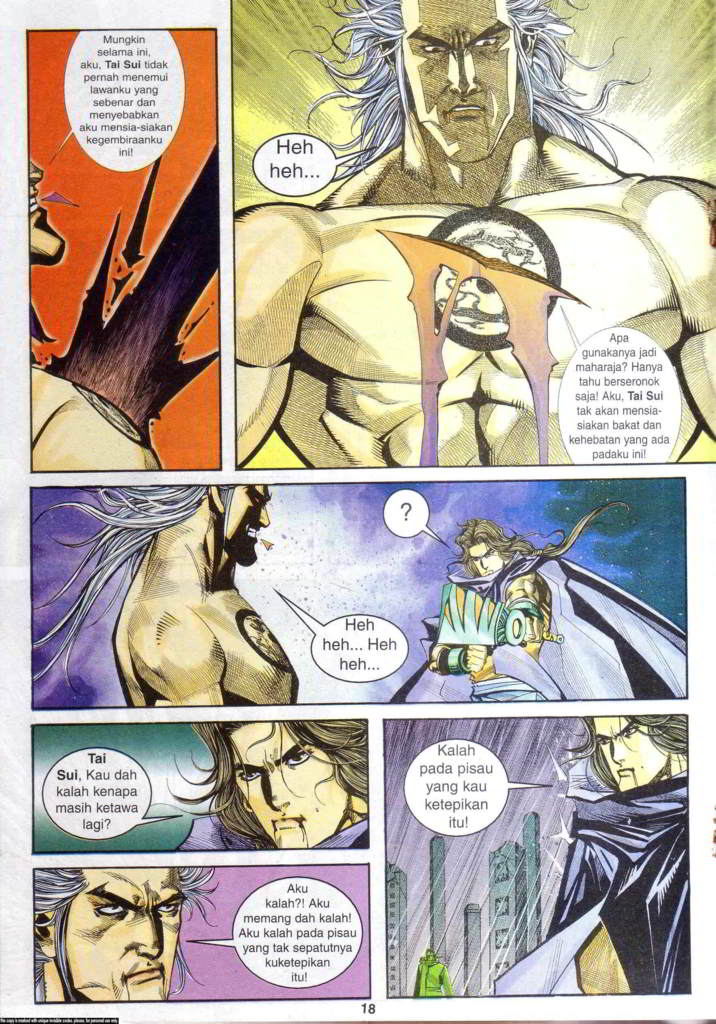 Mungkin
selama ini,
aku, Tai Sui tidak
pernah menemui
lawanku yang
sebenar dan
menyebabkan
aku mensia-siakan
kegembiraanku
ini!
Heh
heh...
Apa
gunakanya jadi
maharaja? Hanya
tahu berseronok
saja! Aku, Tai Sui
tak akan mensia-
siakan bakat dan
kehebatan yang ada
padaku ini!
?
Heh
heh... Heh
heh...
Tai
Sui, Kau dah
kalah kenapa
masih ketawa
lagi?
Kalah
pada pisau
yang kau
ketepikan
itu!
Aku
kalah?! Aku
memang dah kalah!
Aku kalah pada pisau
yang tak sepatutnya
kuketepikan
itu!
18